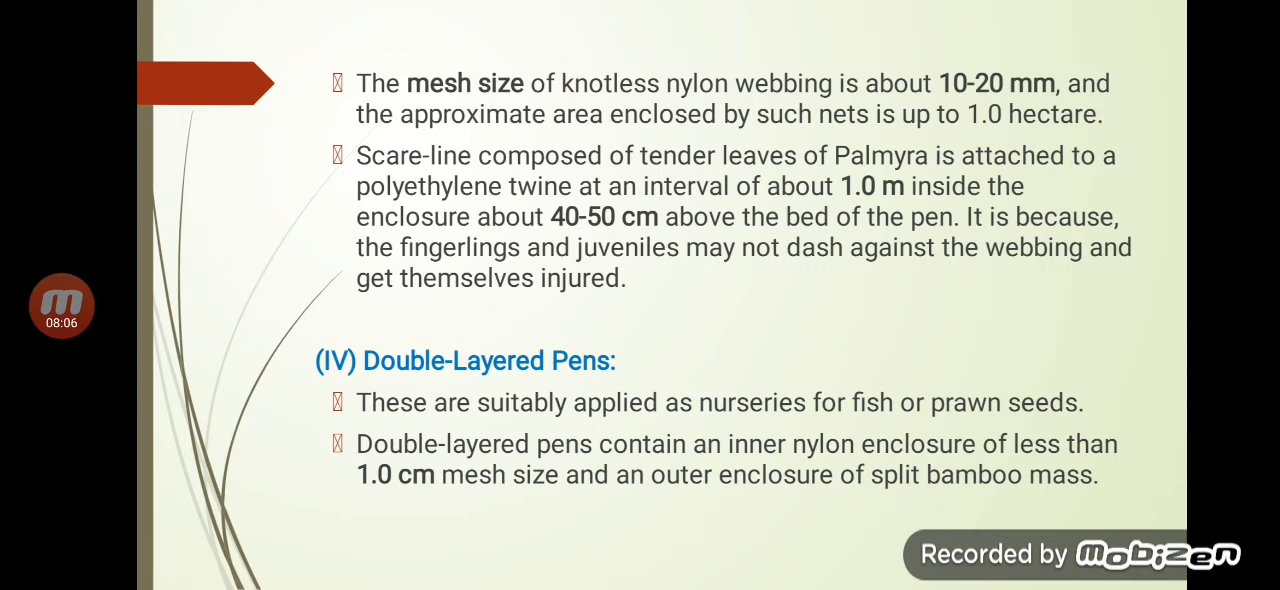 The mesh size of knotless nylon webbing is about 10-20 mm, and
the approximate area enclosed by such nets is up to 1.0 hectare.
Scare-line composed of tender leaves of Palmyra is attached to a
polyethylene twine at an interval of about 1.0 m inside the
enclosure about 40-50 cm above the bed of the pen. It is because,
the fingerlings and juveniles may not dash against the webbing and
get themselves injured.
08:06
(IV) Double-Layered Pens:
These are suitably applied as nurseries for fish or prawn seeds.
Double-layered pens contain an inner nylon enclosure of less than
1.0 cm mesh size and an outer enclosure of split bamboo mass.
Recorded by mobizen